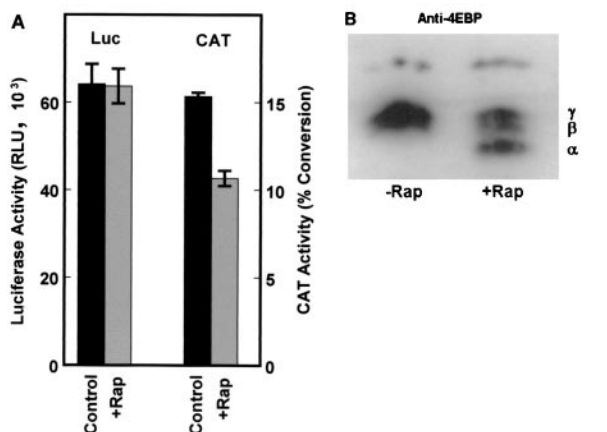 A
Luc
CAT
Luciferase Activity (RLU, 10³)
60
40
20
0
15
10
5
0
CAT Activity (% Conversion)
Control
+Rap
Control
+Rap
B
Anti-4EBP
γ
β
α
-Rap
+Rap